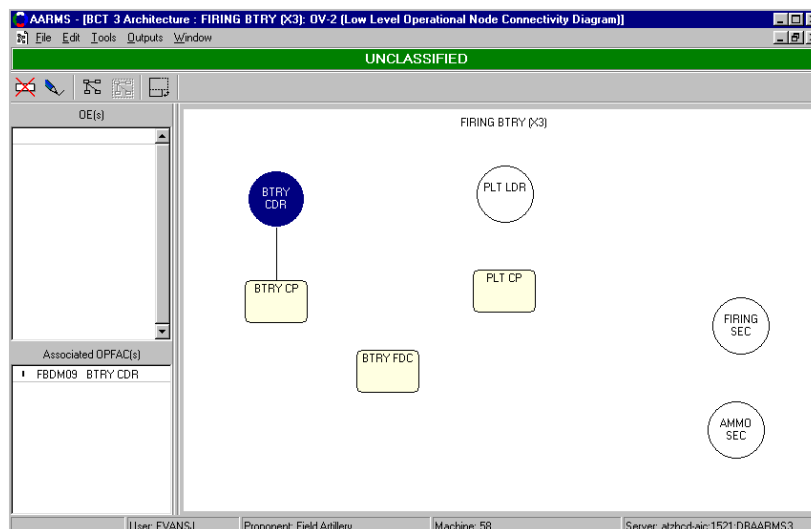 AARMS - [BCT 3 Architecture : FIRING BTRY (X3): OV-2 (Low Level Operational Node Connectivity Diagram)]
File Edit Tools Outputs Window
UNCLASSIFIED
OE(s)
FIRING BTRY (X3)
BTRY
CDR
PLT LDR
BTRY CP
PLT CP
FIRING
SEC
BTRY FDC
Associated OPFAC(s)
FBDM09 BTRY CDR
AMMO
SEC
User: EVANSJ Proponent: Field Artillery Machine: 58 Server: atzhcd-aic:1521:DBAARMS3